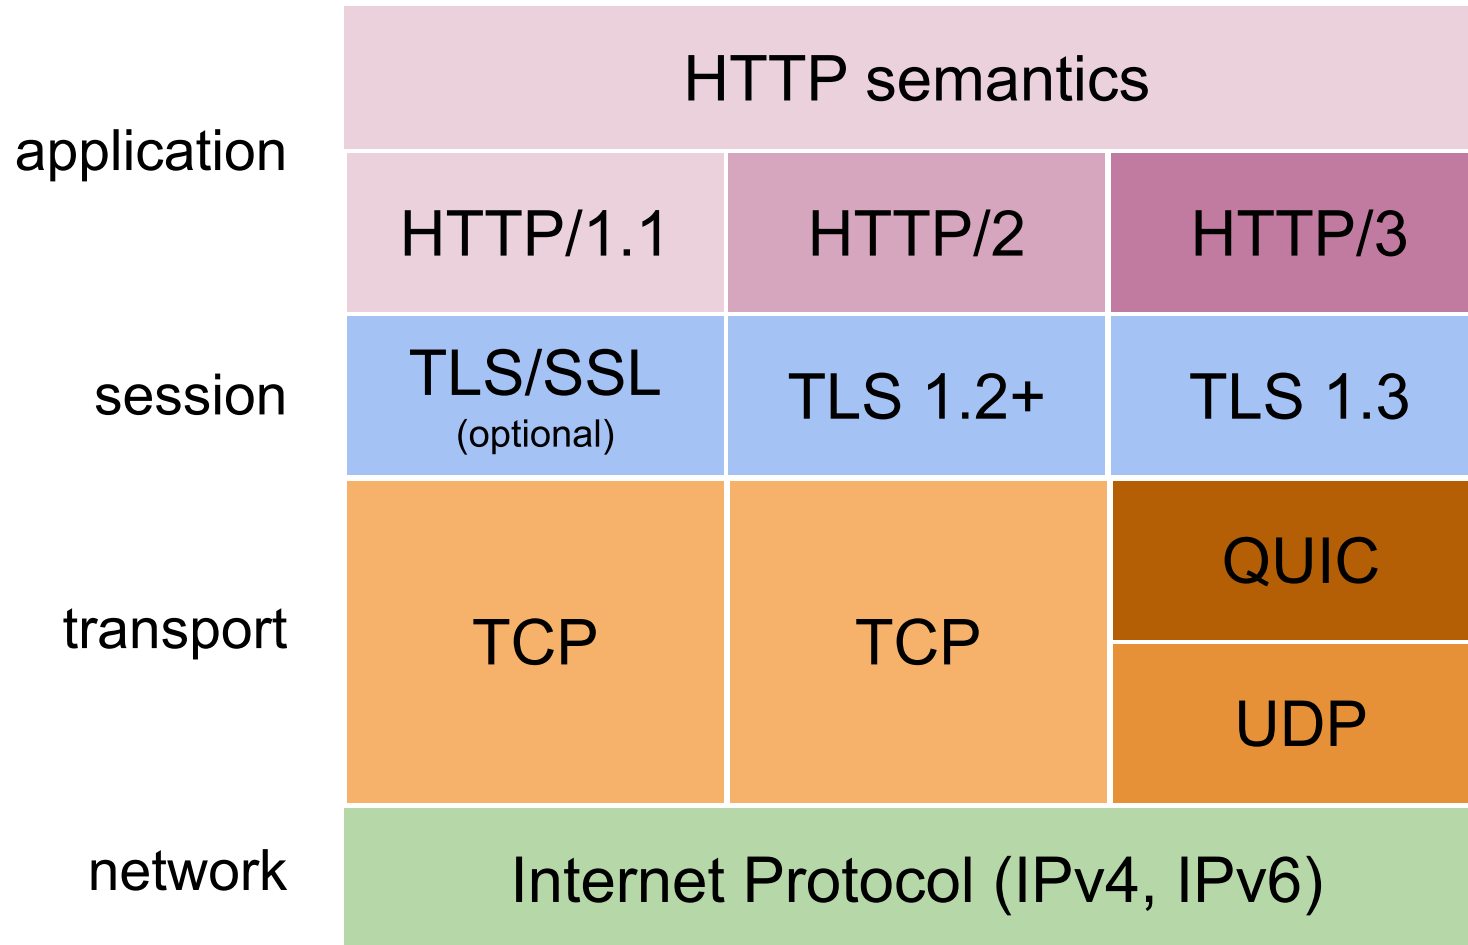 HTTP semantics
application
HTTP/1.1
HTTP/2
HTTP/3
session
TLS/SSL
(optional)
TLS 1.2+
TLS 1.3
transport
TCP
TCP
QUIC
UDP
network
Internet Protocol (IPv4, IPv6)